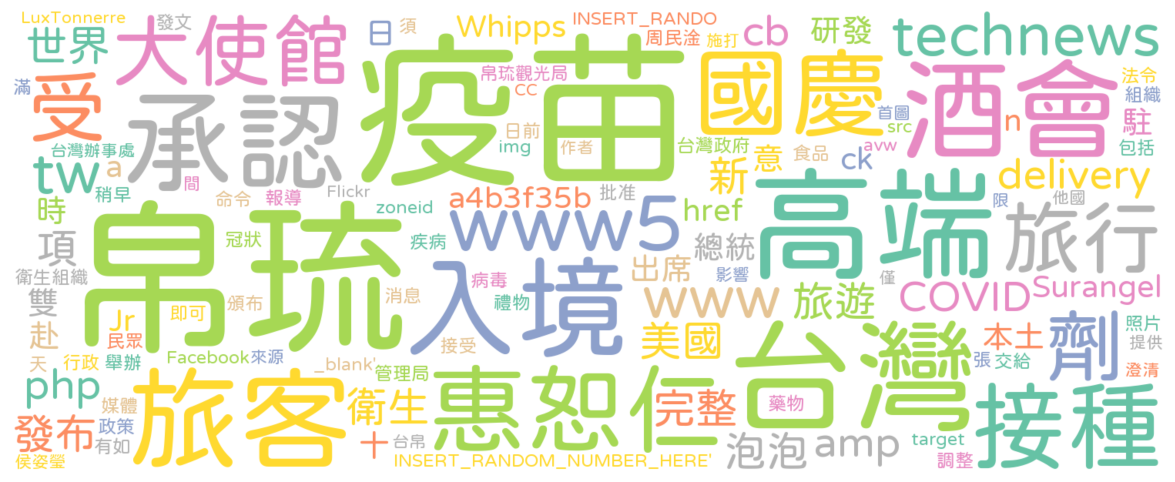 LuxTonnerre
發文
世界
大使館
受
承認
疫苗
Whipps
日
須
INSERT_RANDO
周民淦
施打
cb
研發
technews
國慶
酒會
法令
組織
滿
帛琉觀光局
CC
首圖
src
n
駐
avw
包括
台灣辦事處
tw
a
日前
img
作者
台灣政府
新
意
食品
ck
稍早
間
命令
報導
Flickr
zoneid
a4b3f35b
批准
delivery
時
帛琉
www5
href
高端
限
他國
旅行
項
冠狀
疾病
總統
衛生組織
入境
病毒
出席
影響
僅
雙
頒布
消息
禮物
www
旅遊
COVID
Surangel
赴
Jr
即可
民眾
接受
美國
台灣
本土
劑
照片
提供
天
行政
舉辦
Facebook
來源
_blank'
張
交給
澄清
php
旅客
管理局
衛生
惠恕仁
完整
藥物
接種
媒體
發布
政策
有如
十
台帛
泡泡
amp
target
調整
侯姿瑩
INSERT_RANDOM_NUMBER_HERE'